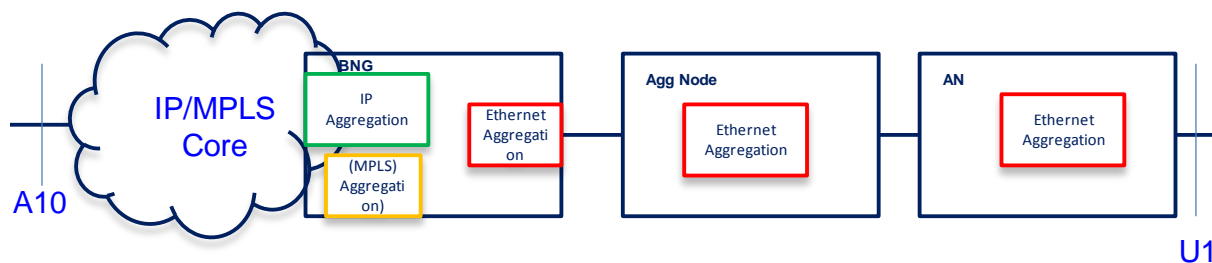 IP/MPLS
Core
A10
BNG
IP
Aggregation
(MPLS)
Aggregati
on)
Ethernet
Aggregati
on
Agg Node
Ethernet
Aggregation
AN
Ethernet
Aggregation
U1